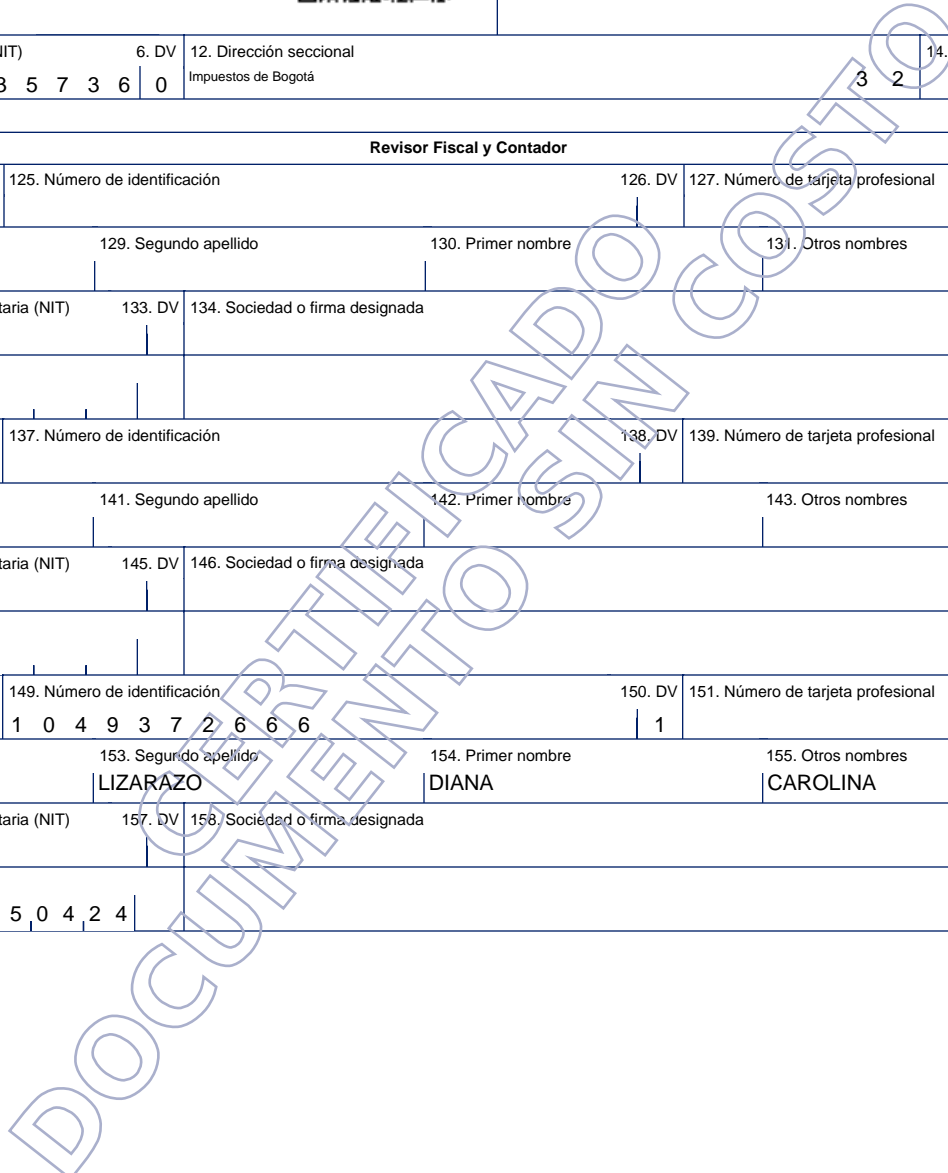 IT) 6. DV 12. Dirección seccional 14.
5 7 3 6 0 Impuestos de Bogotá 3 2
Revisor Fiscal y Contador
125. Número de identificación 126. DV 127. Número de tarjeta profesional
129. Segundo apellido 130. Primer nombre 131. Otros nombres
taria (NIT) 133. DV 134. Sociedad o firma designada
137. Número de identificación 138. DV 139. Número de tarjeta profesional
141. Segundo apellido 142. Primer nombre 143. Otros nombres
taria (NIT) 145. DV 146. Sociedad o firma designada
149. Número de identificación 150. DV 151. Número de tarjeta profesional
1 0 4 9 3 7 2 6 6 6 1
153. Segundo apellido 154. Primer nombre 155. Otros nombres
LIZARAZO DIANA CAROLINA
taria (NIT) 157. DV 158. Sociedad o firma designada
5 0 4 2 4
CERTIFICADO
DOCUMENTO SIN COSTO